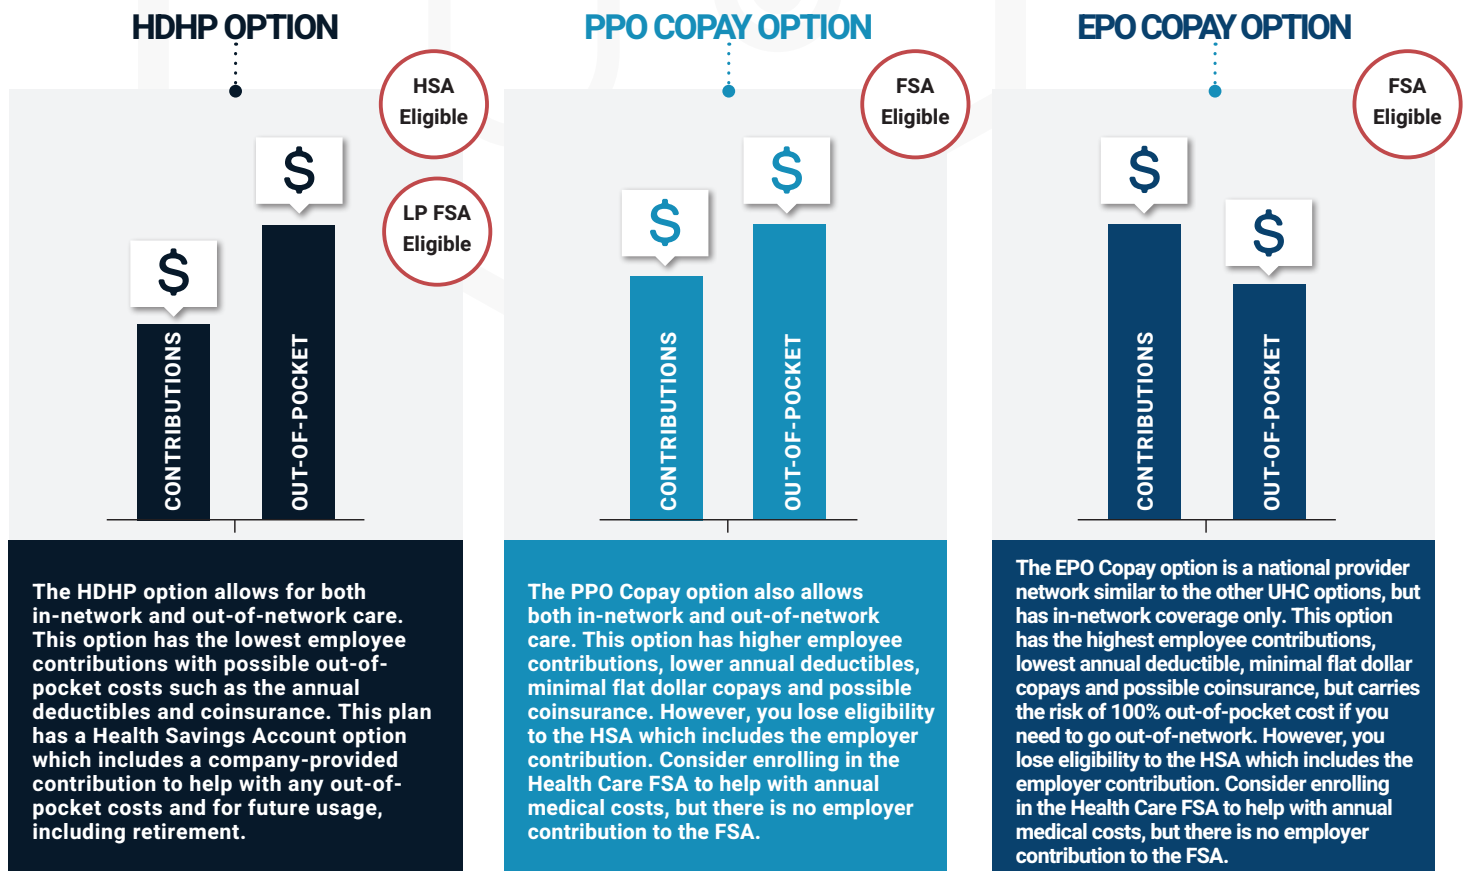 HDHP OPTION
HSA
Eligible
LP FSA
Eligible
$
$
CONTRIBUTIONS
OUT-OF-POCKET
The HDHP option allows for both
in-network and out-of-network care.
This option has the lowest employee
contributions with possible out-of-
pocket costs such as the annual
deductibles and coinsurance. This plan
has a Health Savings Account option
which includes a company-provided
contribution to help with any out-of-
pocket costs and for future usage,
including retirement.
PPO COPAY OPTION
FSA
Eligible
$
$
CONTRIBUTIONS
OUT-OF-POCKET
The PPO Copay option also allows
both in-network and out-of-network
care. This option has higher employee
contributions, lower annual deductibles,
minimal flat dollar copays and possible
coinsurance. However, you lose eligibility
to the HSA which includes the employer
contribution. Consider enrolling in the
Health Care FSA to help with annual
medical costs, but there is no employer
contribution to the FSA.
EPO COPAY OPTION
FSA
Eligible
$
$
CONTRIBUTIONS
OUT-OF-POCKET
The EPO Copay option is a national provider
network similar to the other UHC options, but
has in-network coverage only. This option
has the highest employee contributions,
lowest annual deductible, minimal flat dollar
copays and possible coinsurance, but carries
the risk of 100% out-of-pocket cost if you
need to go out-of-network. However, you
lose eligibility to the HSA which includes the
employer contribution. Consider enrolling
in the Health Care FSA to help with annual
medical costs, but there is no employer
contribution to the FSA.